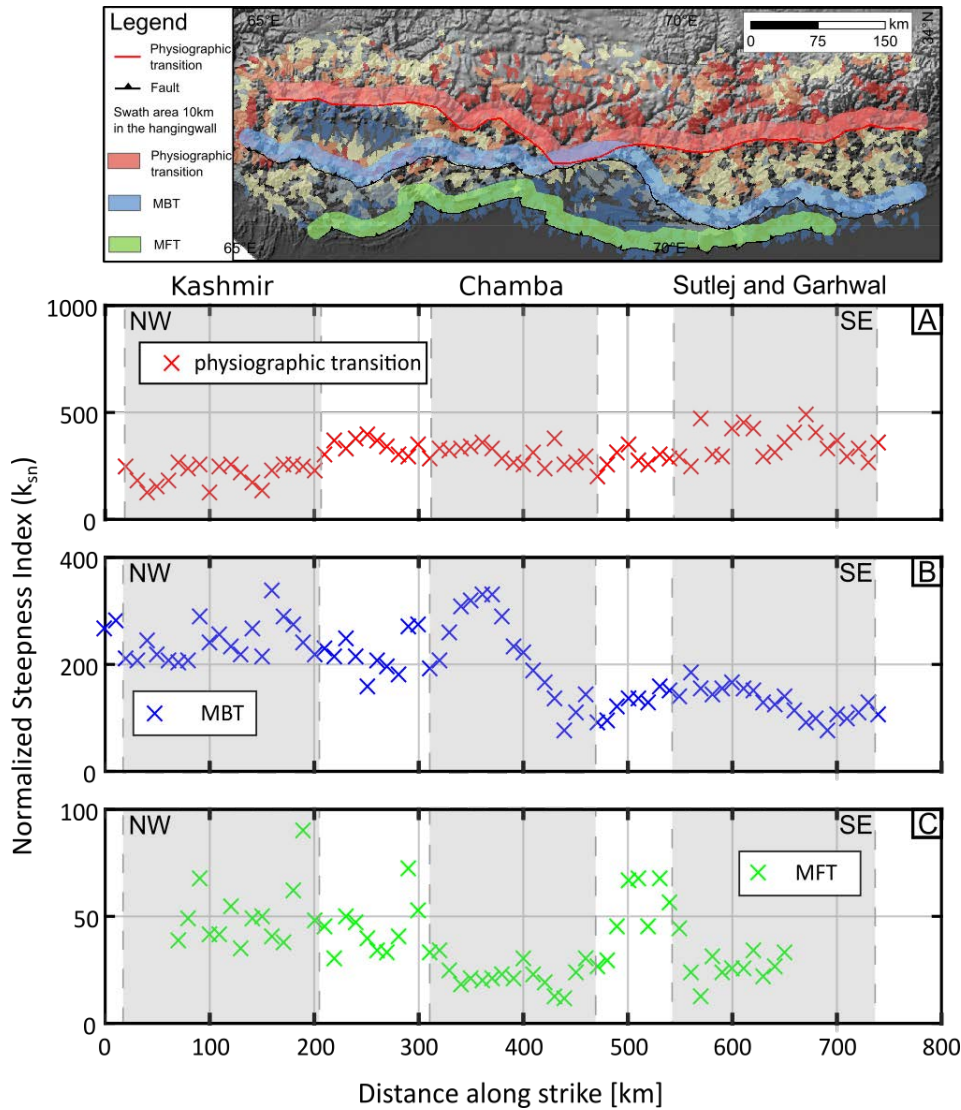 Legend
Physiographic
transition
Fault
Swath area 10km
in the hangingwall
Physiographic
transition
MBT
MFT
65°E
70°E
km
0 75 150
34°N
65°E
70°E
Kashmir Chamba Sutlej and Garhwal
1000
NW SE A
physiographic transition
500
0
400
NW SE B
200
MBT
0
100
NW SE C
MFT
50
0
0 100 200 300 400 500 600 700 800
Normalized Steepness Index (ksn)
Distance along strike [km]